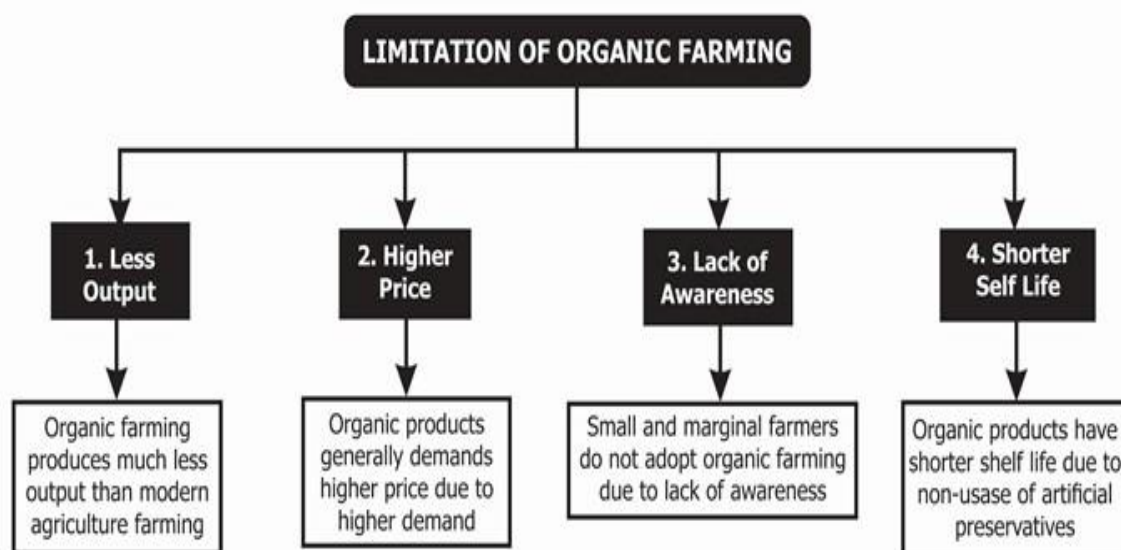 LIMITATION OF ORGANIC FARMING
1. Less
Output
Organic farming
produces much less
output than modern
agriculture farming
2. Higher
Price
Organic products
generally demands
higher price due to
higher demand
3. Lack of
Awareness
Small and marginal farmers
do not adopt organic farming
due to lack of awareness
4. Shorter
Self Life
Organic products have
shorter shelf life due to
non-usase of artificial
preservatives